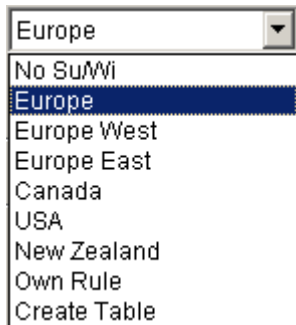 Europe
No Su/Wi
Europe
Europe West
Europe East
Canada
USA
New Zealand
Own Rule
Create Table